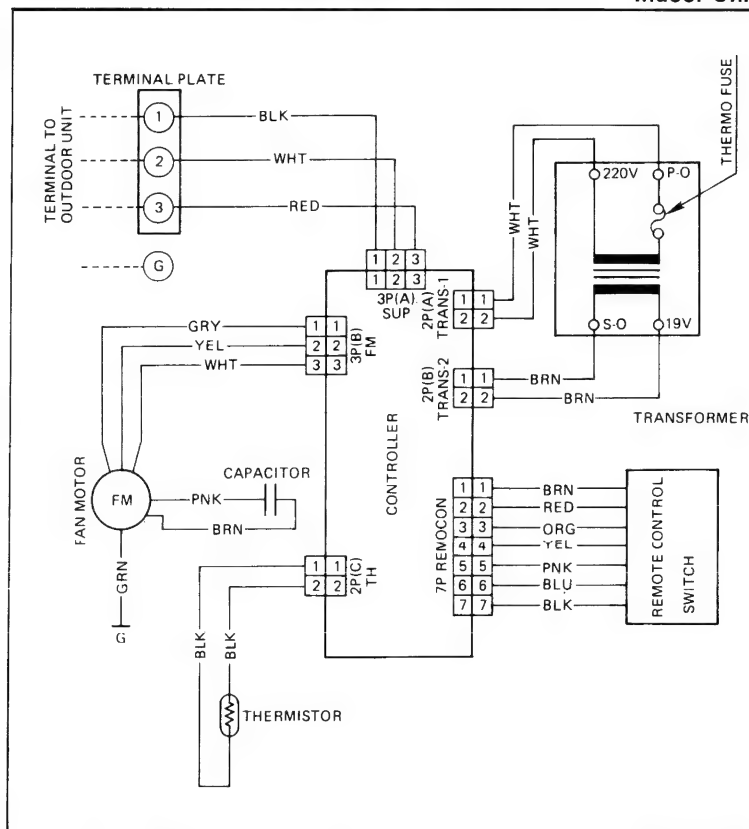 TERMINAL PLATE
TERMINAL TO
OUTDOOR UNIT
1
BLK
2
WHT
3
RED
G
1 2 3
1 2 3
3P(A)
SUP
THERMO FUSE
220V
P-O
WHT
WHT
2P(A)
TRANS-1
1 1
2 2
S-O
19V
2P(B)
TRANS-2
1 1
2 2
BRN
BRN
TRANSFORMER
GRY
YEL
WHT
1 1
2 2
3 3
3P(B)
FM
CONTROLLER
FAN MOTOR
FM
CAPACITOR
PNK
BRN
GRN
G
1 1
2 2
2P(C)
TH
BLK
BLK
THERMISTOR
7P REMOCON
1 1
2 2
3 3
4 4
5 5
6 6
7 7
BRN
RED
ORG
YEL
PNK
BLU
BLK
REMOTE CONTROL
SWITCH